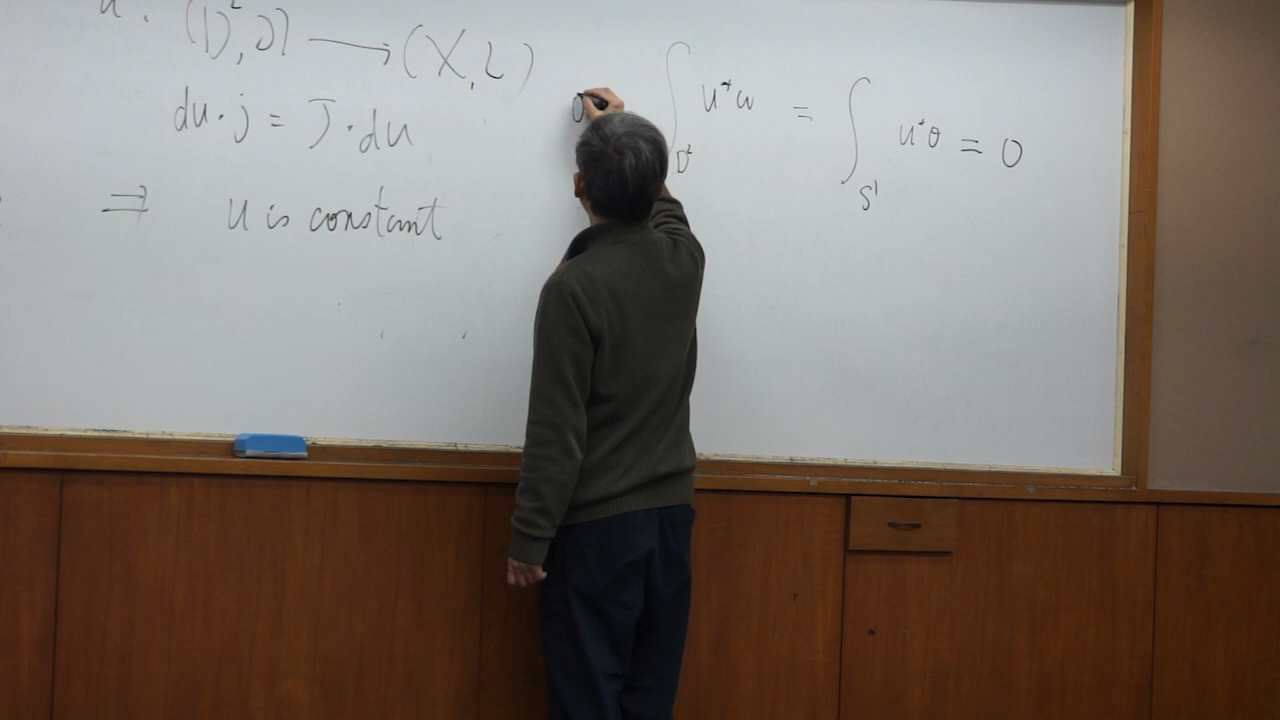 u : (D², ∂) → (X, L)
du · j = J · du
⇒ u is constant
0 ∫_{D²} u*ω = ∫_{S¹} u*θ = 0